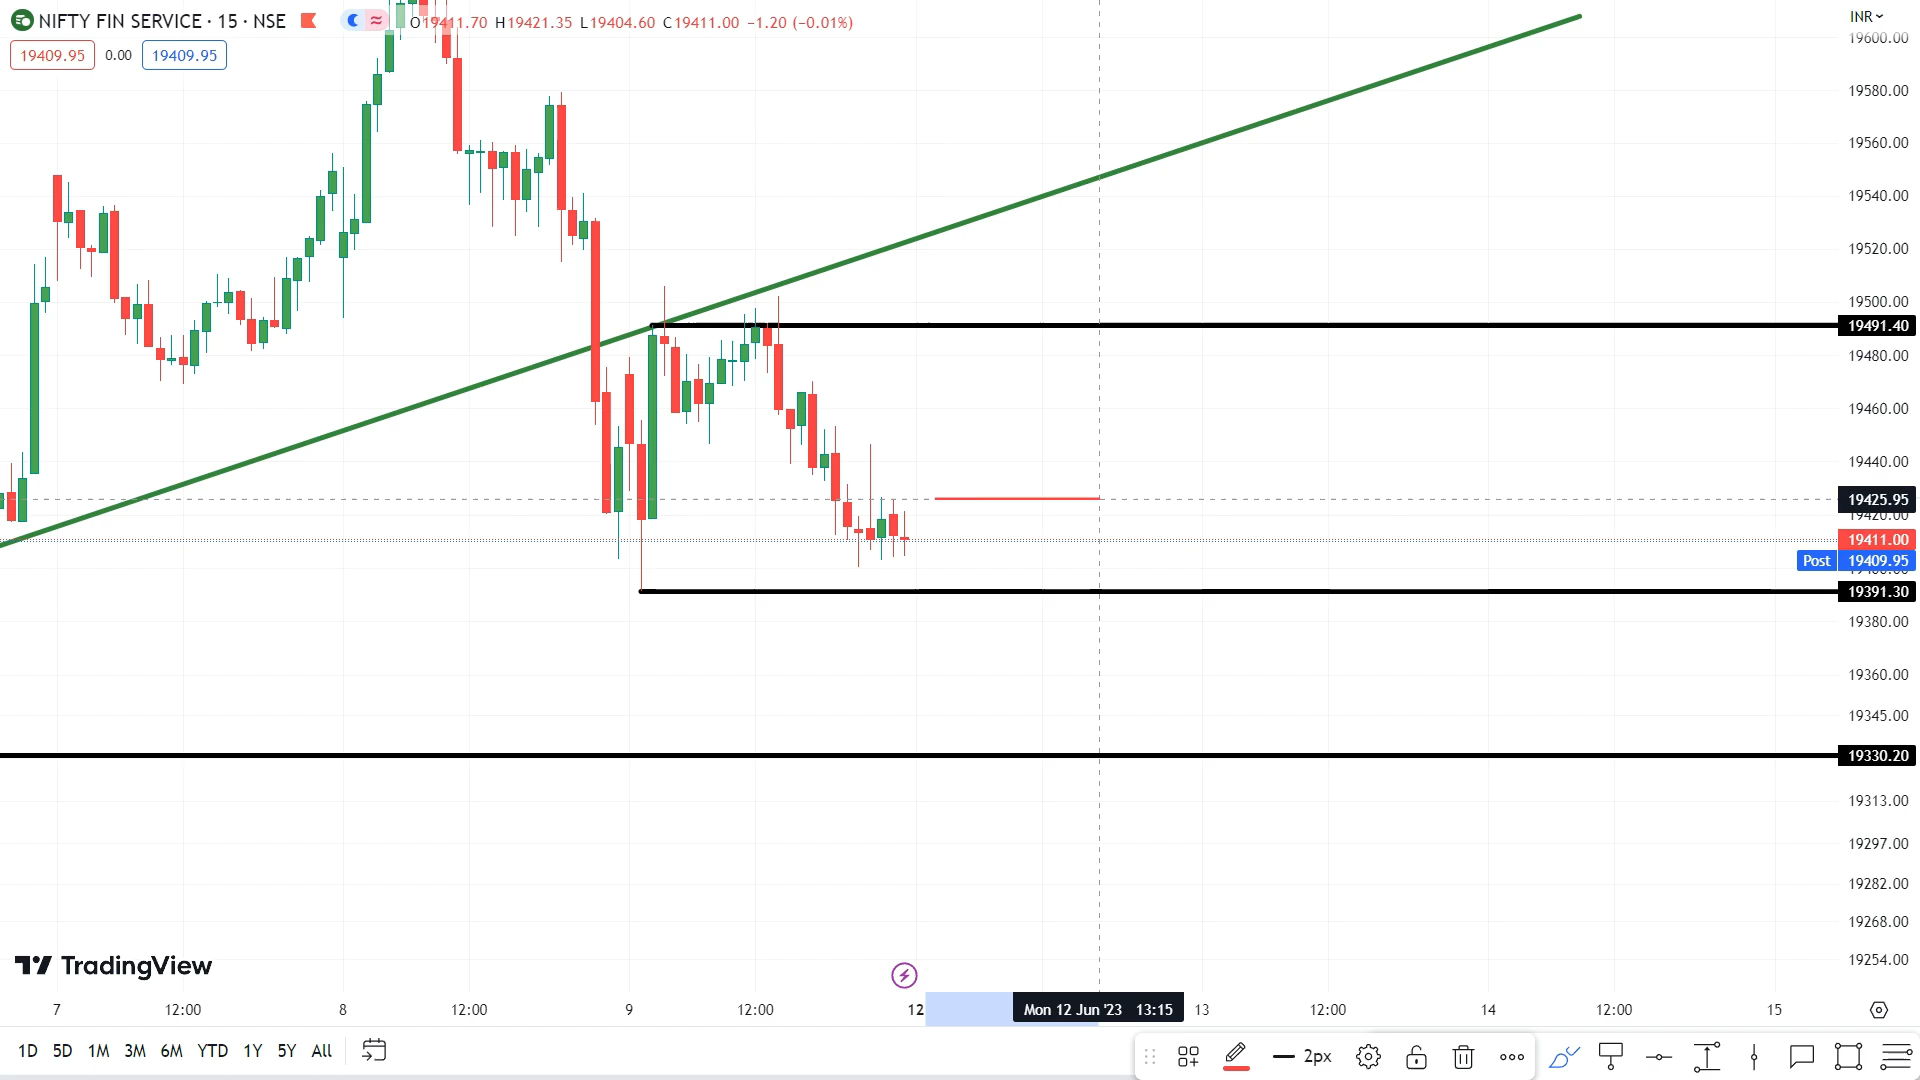 NIFTY FIN SERVICE · 15 · NSE
O19411.70 H19421.35 L19404.60 C19411.00 −1.20 (−0.01%)
INR
19409.95 0.00 19409.95
19600.00
19580.00
19560.00
19540.00
19520.00
19500.00
19491.40
19480.00
19460.00
19440.00
19425.95
19420.00
19411.00
Post 19409.95
19391.30
19380.00
19360.00
19345.00
19330.20
19313.00
19297.00
19282.00
19268.00
19254.00
TradingView
7 12:00 8 12:00 9 12:00 12 Mon 12 Jun '23 13:15 13 12:00 14 12:00 15
1D 5D 1M 3M 6M YTD 1Y 5Y All
2px